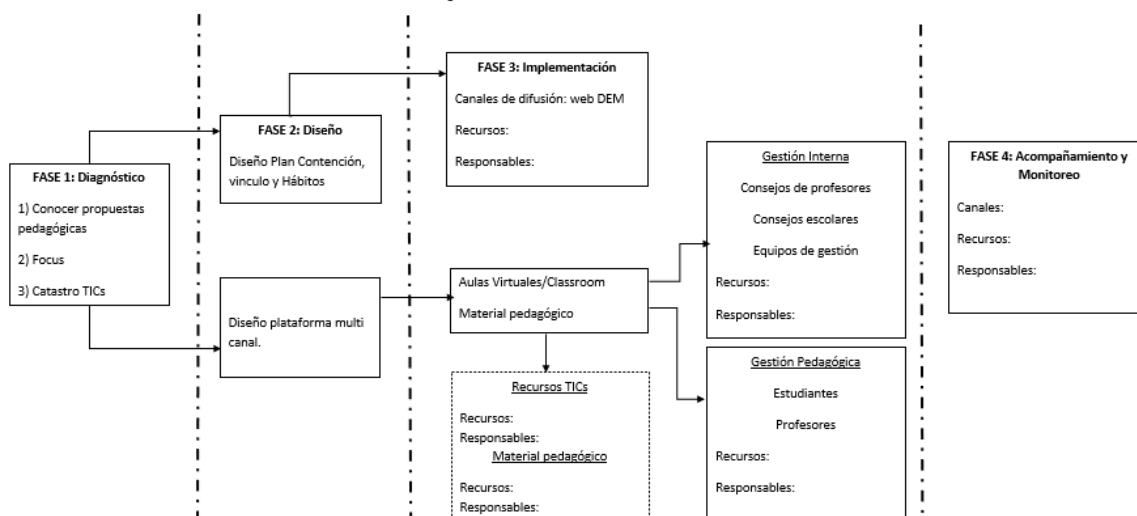 FASE 1: Diagnóstico
1) Conocer propuestas
pedagógicas
2) Focus
3) Catastro TICs
FASE 2: Diseño
Diseño Plan Contención,
vinculo y Hábitos
Diseño plataforma multi
canal.
FASE 3: Implementación
Canales de difusión: web DEM
Recursos:
Responsables:
Aulas Virtuales/Classroom
Material pedagógico
Recursos TICs
Recursos:
Responsables:
Material pedagógico
Recursos:
Responsables:
Gestión Interna
Consejos de profesores
Consejos escolares
Equipos de gestión
Recursos:
Responsables:
Gestión Pedagógica
Estudiantes
Profesores
Recursos:
Responsables:
FASE 4: Acompañamiento y
Monitoreo
Canales:
Recursos:
Responsables: